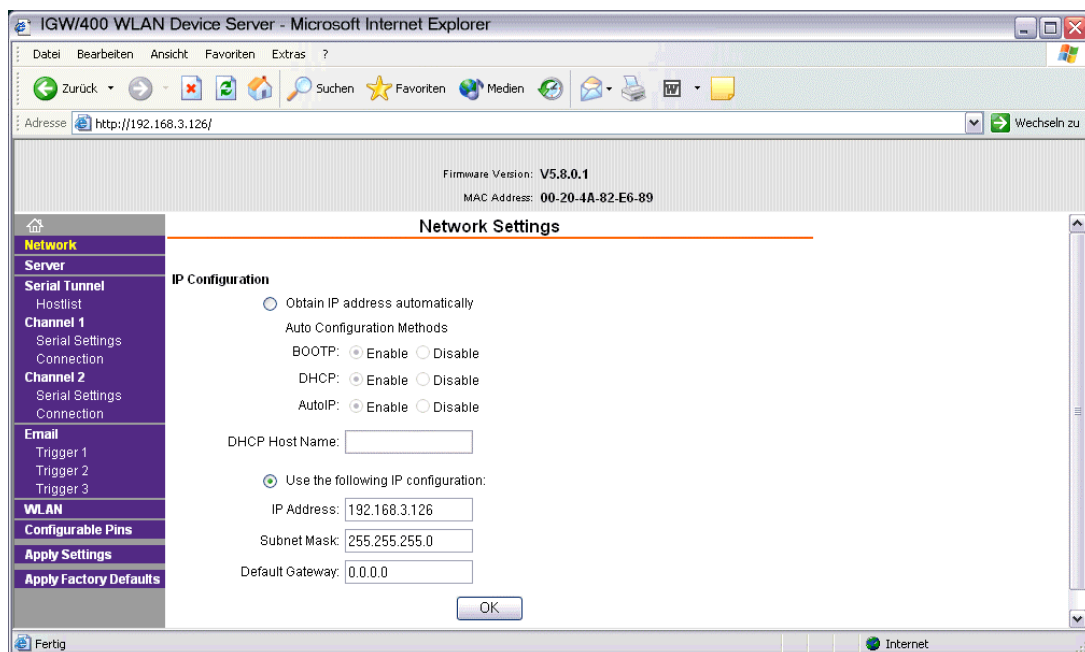 IGW/400 WLAN Device Server - Microsoft Internet Explorer
Datei Bearbeiten Ansicht Favoriten Extras ?
Zurück Suchen Favoriten Medien
Adresse http://192.168.3.126/ Wechseln zu
Firmware Version: V5.8.0.1
MAC Address: 00-20-4A-82-E6-89
Network
Server
Serial Tunnel
Hostlist
Channel 1
Serial Settings
Connection
Channel 2
Serial Settings
Connection
Email
Trigger 1
Trigger 2
Trigger 3
WLAN
Configurable Pins
Apply Settings
Apply Factory Defaults
Network Settings
IP Configuration
Obtain IP address automatically
Auto Configuration Methods
BOOTP: Enable Disable
DHCP: Enable Disable
AutoIP: Enable Disable
DHCP Host Name:
Use the following IP configuration:
IP Address: 192.168.3.126
Subnet Mask: 255.255.255.0
Default Gateway: 0.0.0.0
OK
Fertig Internet